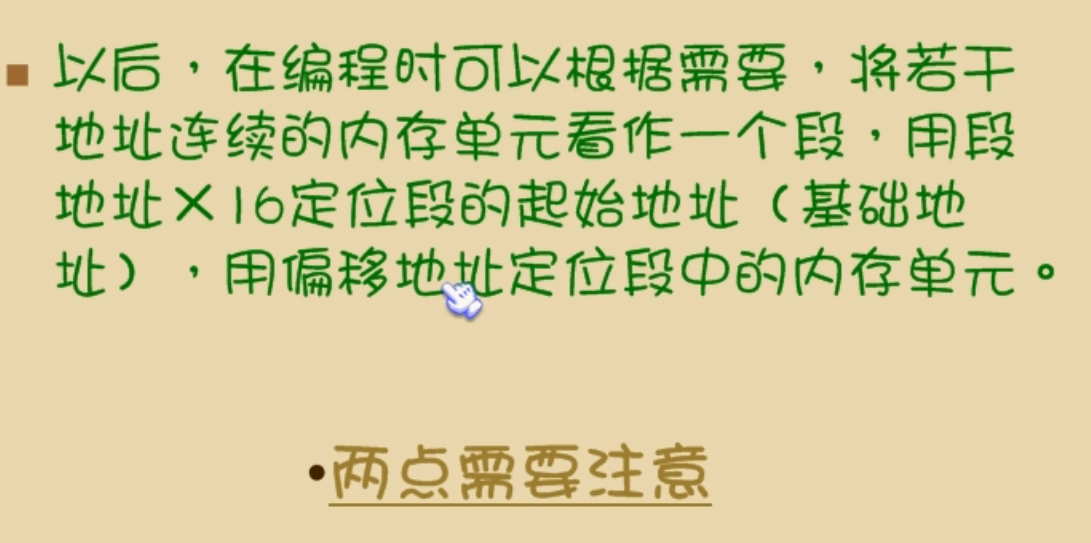 以后，在编程时可以根据需要，将若干
地址连续的内存单元看作一个段，用段
地址×16定位段的起始地址（基础地
址），用偏移地址定位段中的内存单元。
两点需要注意